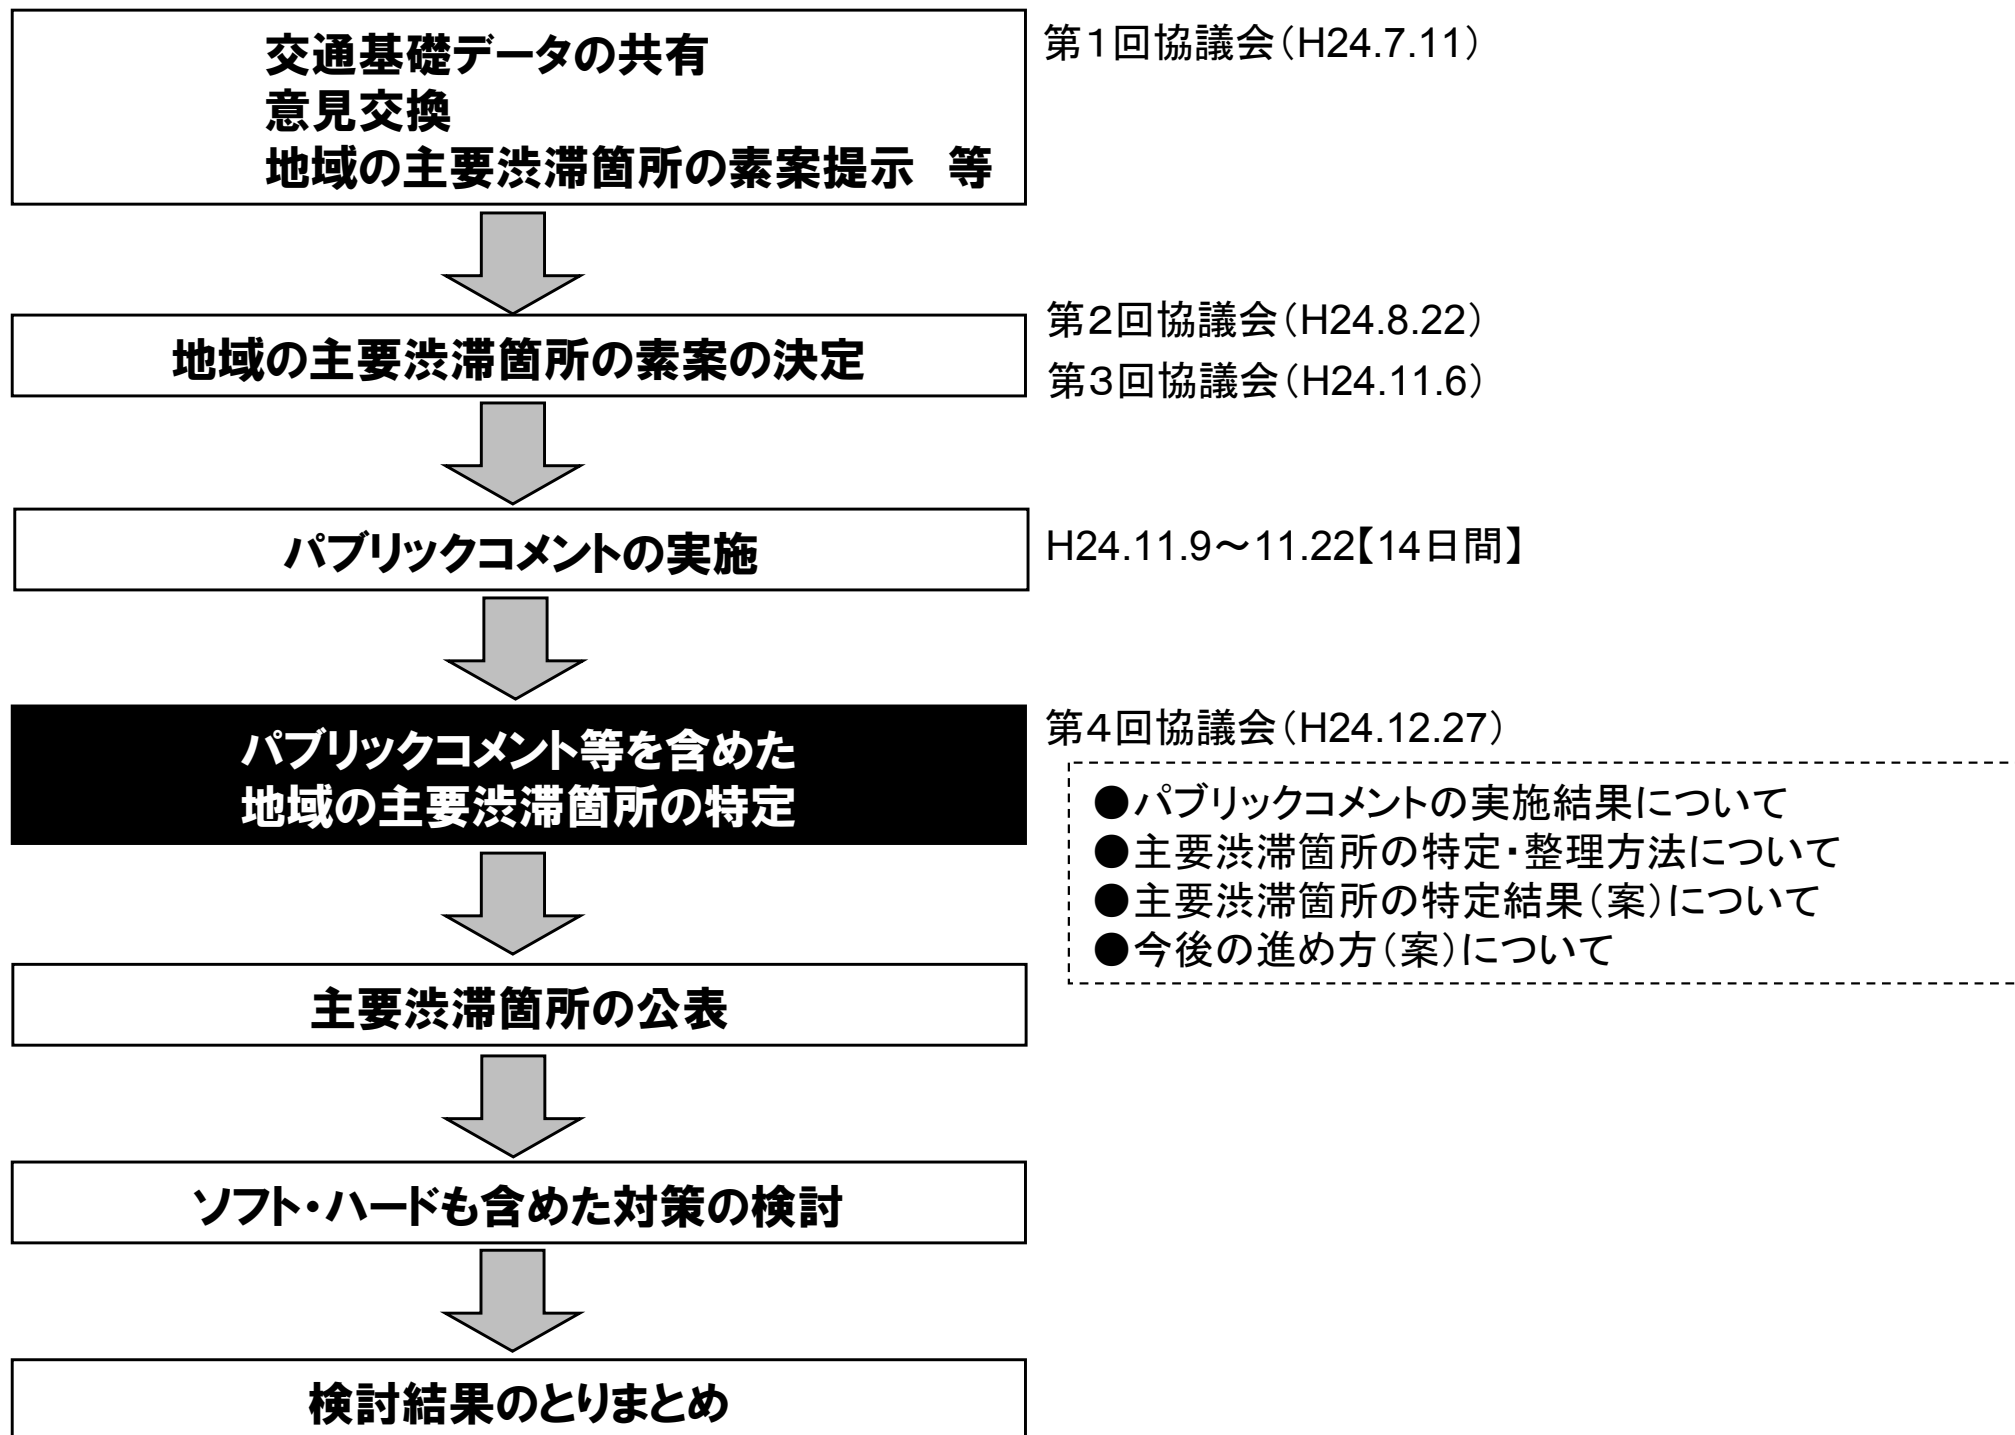 交通基礎データの共有
意見交換
地域の主要渋滞箇所の素案提示　等
第１回協議会（H24.7.11）
地域の主要渋滞箇所の素案の決定
第２回協議会（H24.8.22）
第３回協議会（H24.11.6）
パブリックコメントの実施
H24.11.9～11.22【14日間】
パブリックコメント等を含めた
地域の主要渋滞箇所の特定
第４回協議会（H24.12.27）
●パブリックコメントの実施結果について
●主要渋滞箇所の特定・整理方法について
●主要渋滞箇所の特定結果（案）について
●今後の進め方（案）について
主要渋滞箇所の公表
ソフト・ハードも含めた対策の検討
検討結果のとりまとめ